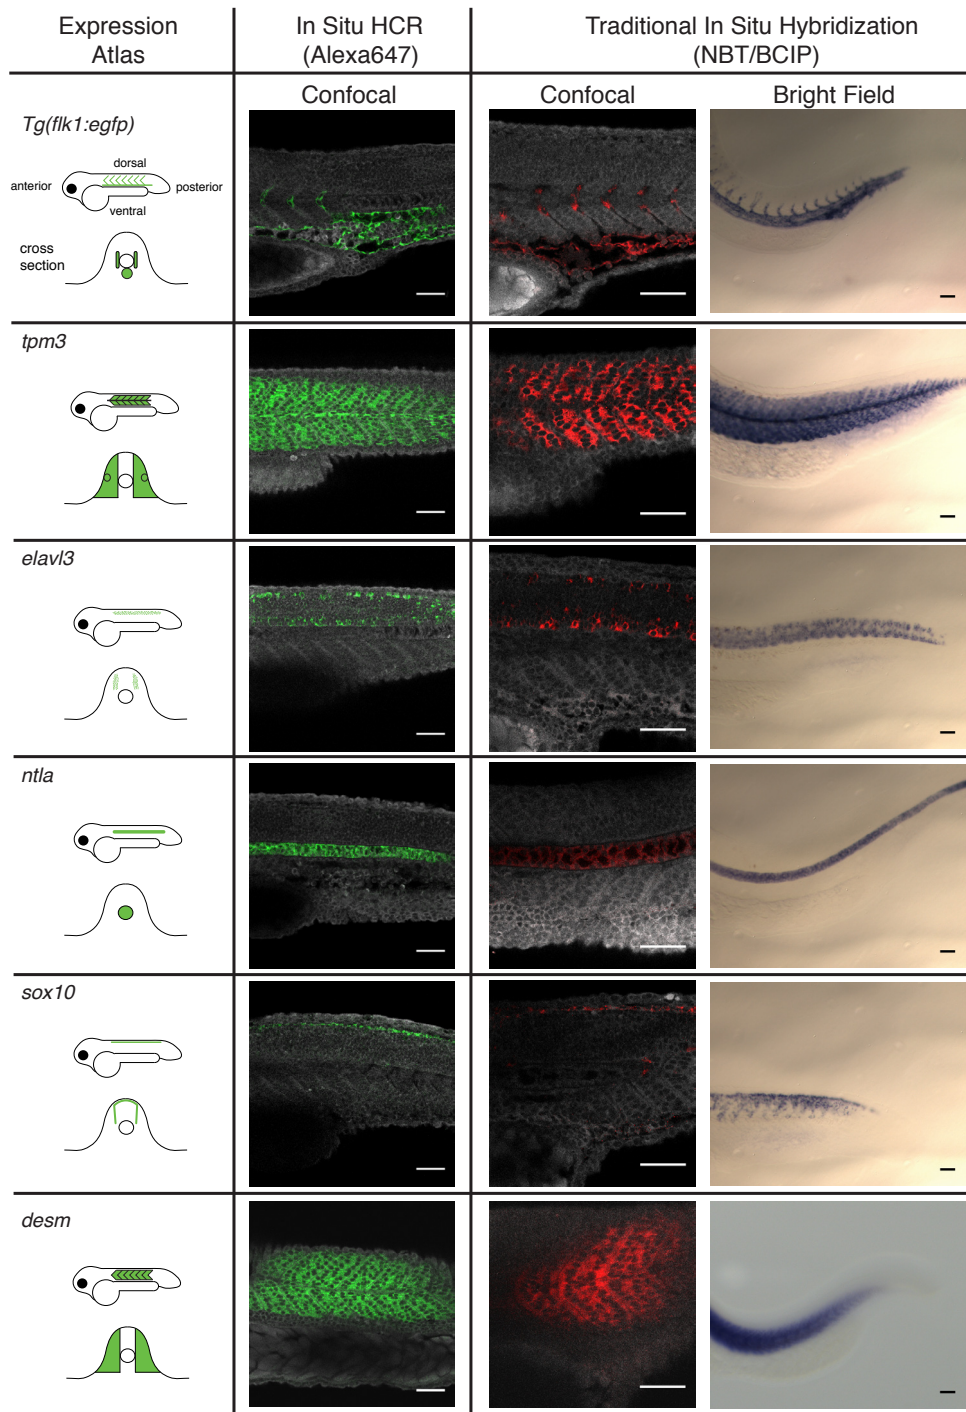 Expression
Atlas
In Situ HCR
(Alexa647)
Traditional In Situ Hybridization
(NBT/BCIP)
Confocal
Confocal
Bright Field
Tg(flk1:egfp)
dorsal
anterior
posterior
ventral
cross
section
tpm3
elavl3
ntla
sox10
desm